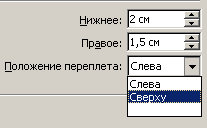 Нижнее: 2 см
Правое: 1,5 см
Положение переплета: Слева
Слева
Сверху